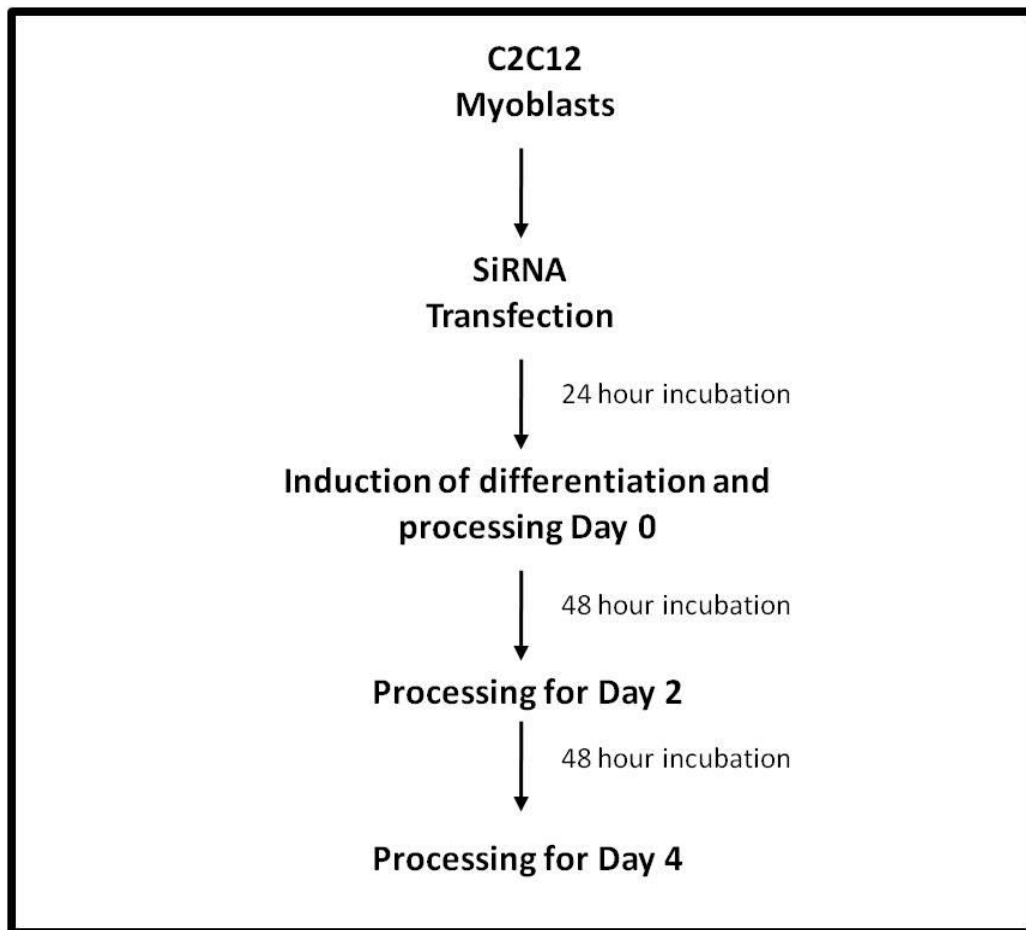 C2C12
Myoblasts
SiRNA
Transfection
24 hour incubation
Induction of differentiation and
processing Day 0
48 hour incubation
Processing for Day 2
48 hour incubation
Processing for Day 4